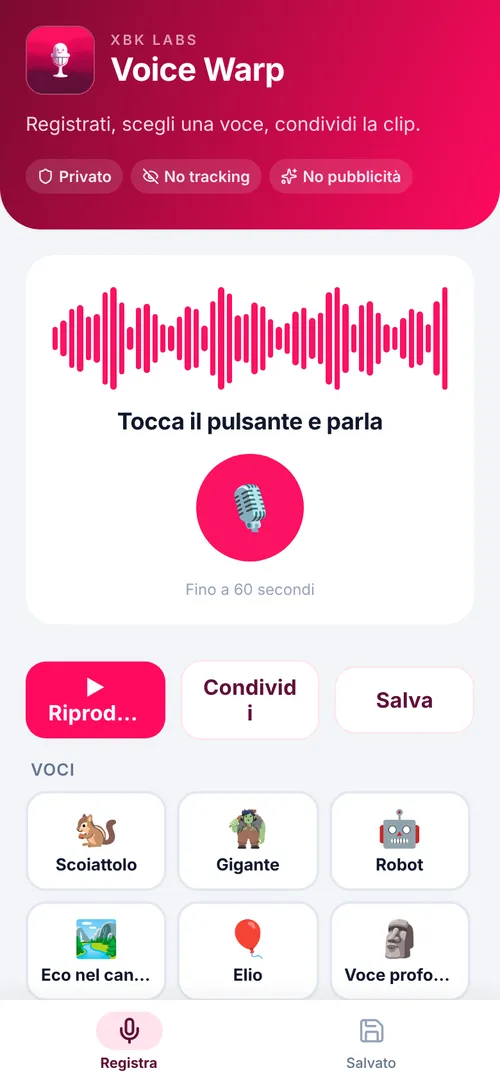 XBK LABS
Voice Warp
Registrati, scegli una voce, condividi la clip.
Privato
No tracking
No pubblicità
Tocca il pulsante e parla
Fino a 60 secondi
Riprod...
Condivid
i
Salva
VOCI
Scoiattolo
Gigante
Robot
Eco nel can...
Elio
Voce profo...
Registra
Salvato